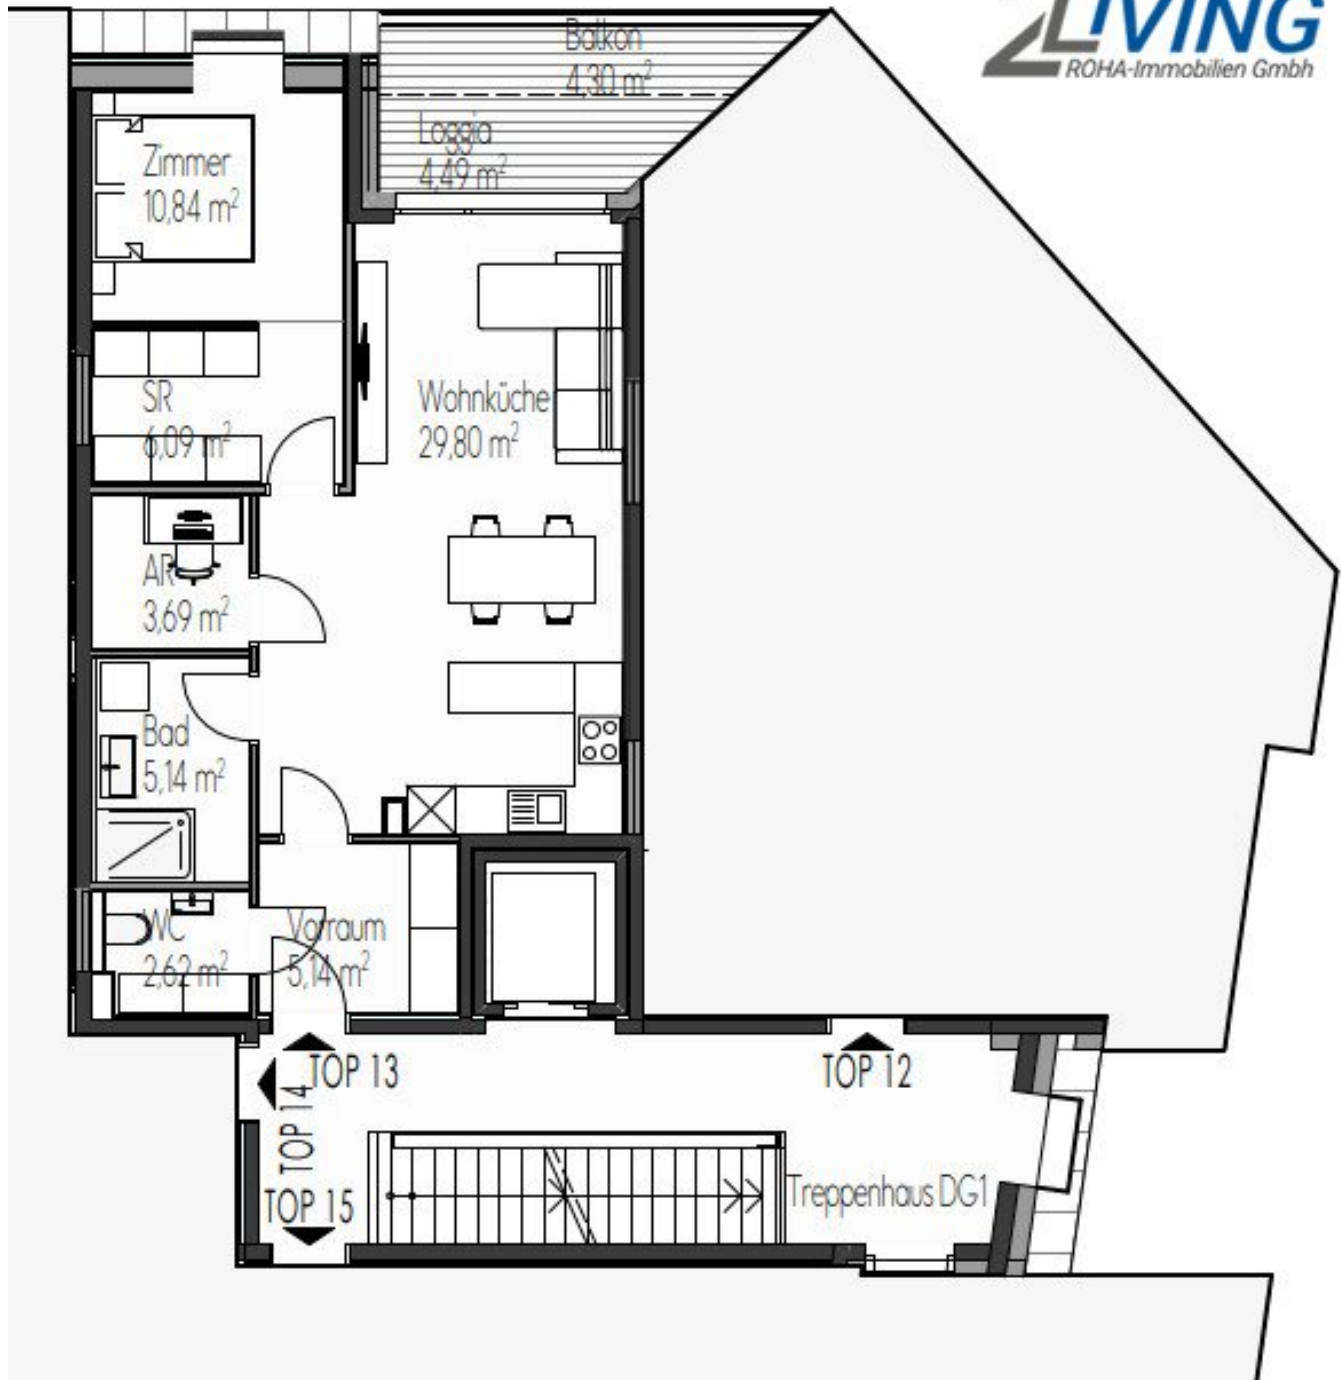 LIVING
ROHA-Immobilien Gmbh
Balkon
4,30 m²
Loggia
4,49 m²
Zimmer
10,84 m²
SR
6,09 m²
Wohnküche
29,80 m²
AR
3,69 m²
Bad
5,14 m²
WC
2,62 m²
Vorraum
5,14 m²
TOP 13
TOP 12
TOP 14
TOP 15
Treppenhaus DG1